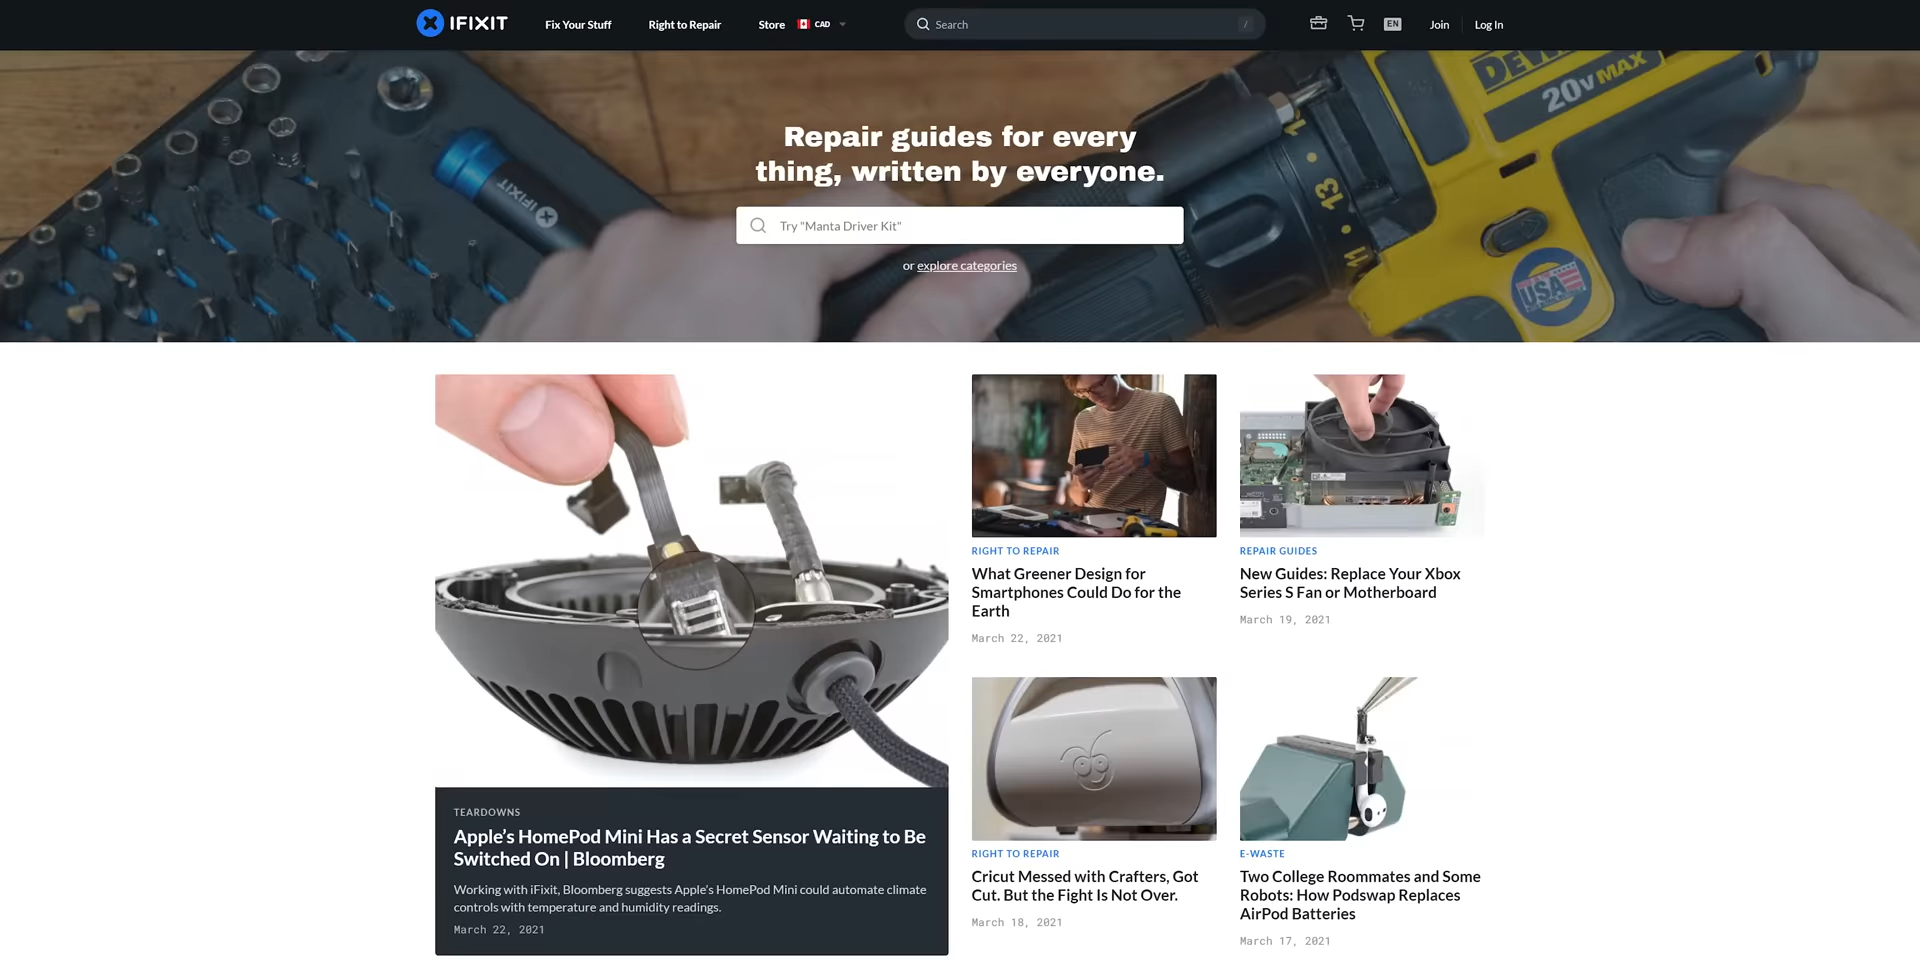 IFIXIT
Fix Your Stuff
Right to Repair
Store
CAD
Search
/
EN
Join
Log In
DEWALT
20V MAX
IFIXIT
13
11
USA
Repair guides for every
thing, written by everyone.
Try "Manta Driver Kit"
or explore categories
TEARDOWNS
Apple's HomePod Mini Has a Secret Sensor Waiting to Be
Switched On | Bloomberg
Working with iFixit, Bloomberg suggests Apple's HomePod Mini could automate climate
controls with temperature and humidity readings.
March 22, 2021
RIGHT TO REPAIR
What Greener Design for
Smartphones Could Do for the
Earth
March 22, 2021
REPAIR GUIDES
New Guides: Replace Your Xbox
Series S Fan or Motherboard
March 19, 2021
RIGHT TO REPAIR
Cricut Messed with Crafters, Got
Cut. But the Fight Is Not Over.
March 18, 2021
E-WASTE
Two College Roommates and Some
Robots: How Podswap Replaces
AirPod Batteries
March 17, 2021